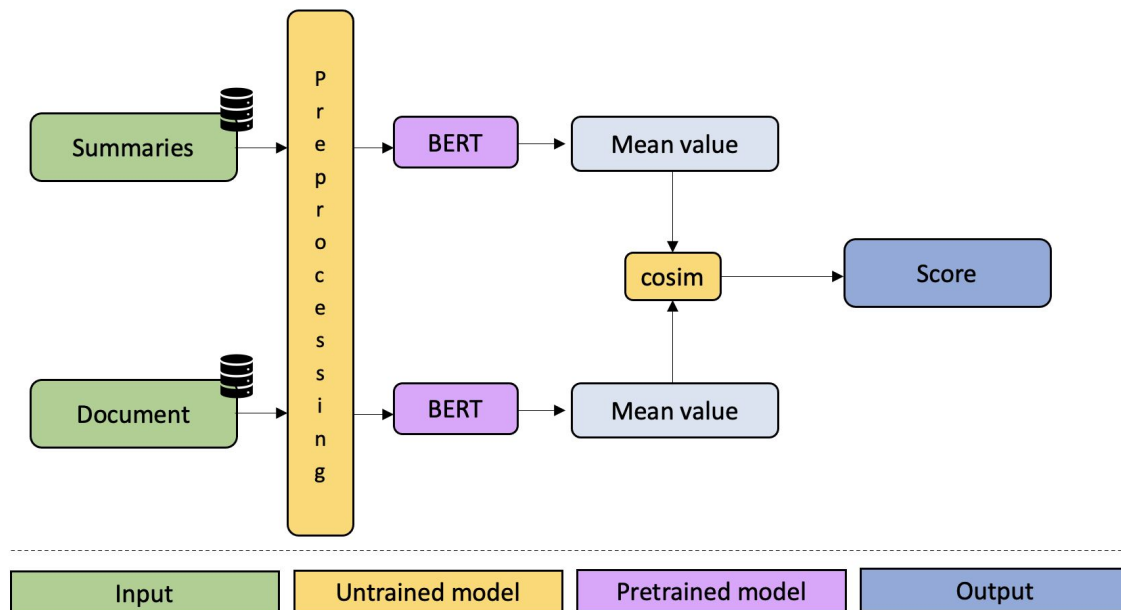 Summaries
Document
Preprocessing
BERT
Mean value
cosim
Score
BERT
Mean value
Input
Untrained model
Pretrained model
Output